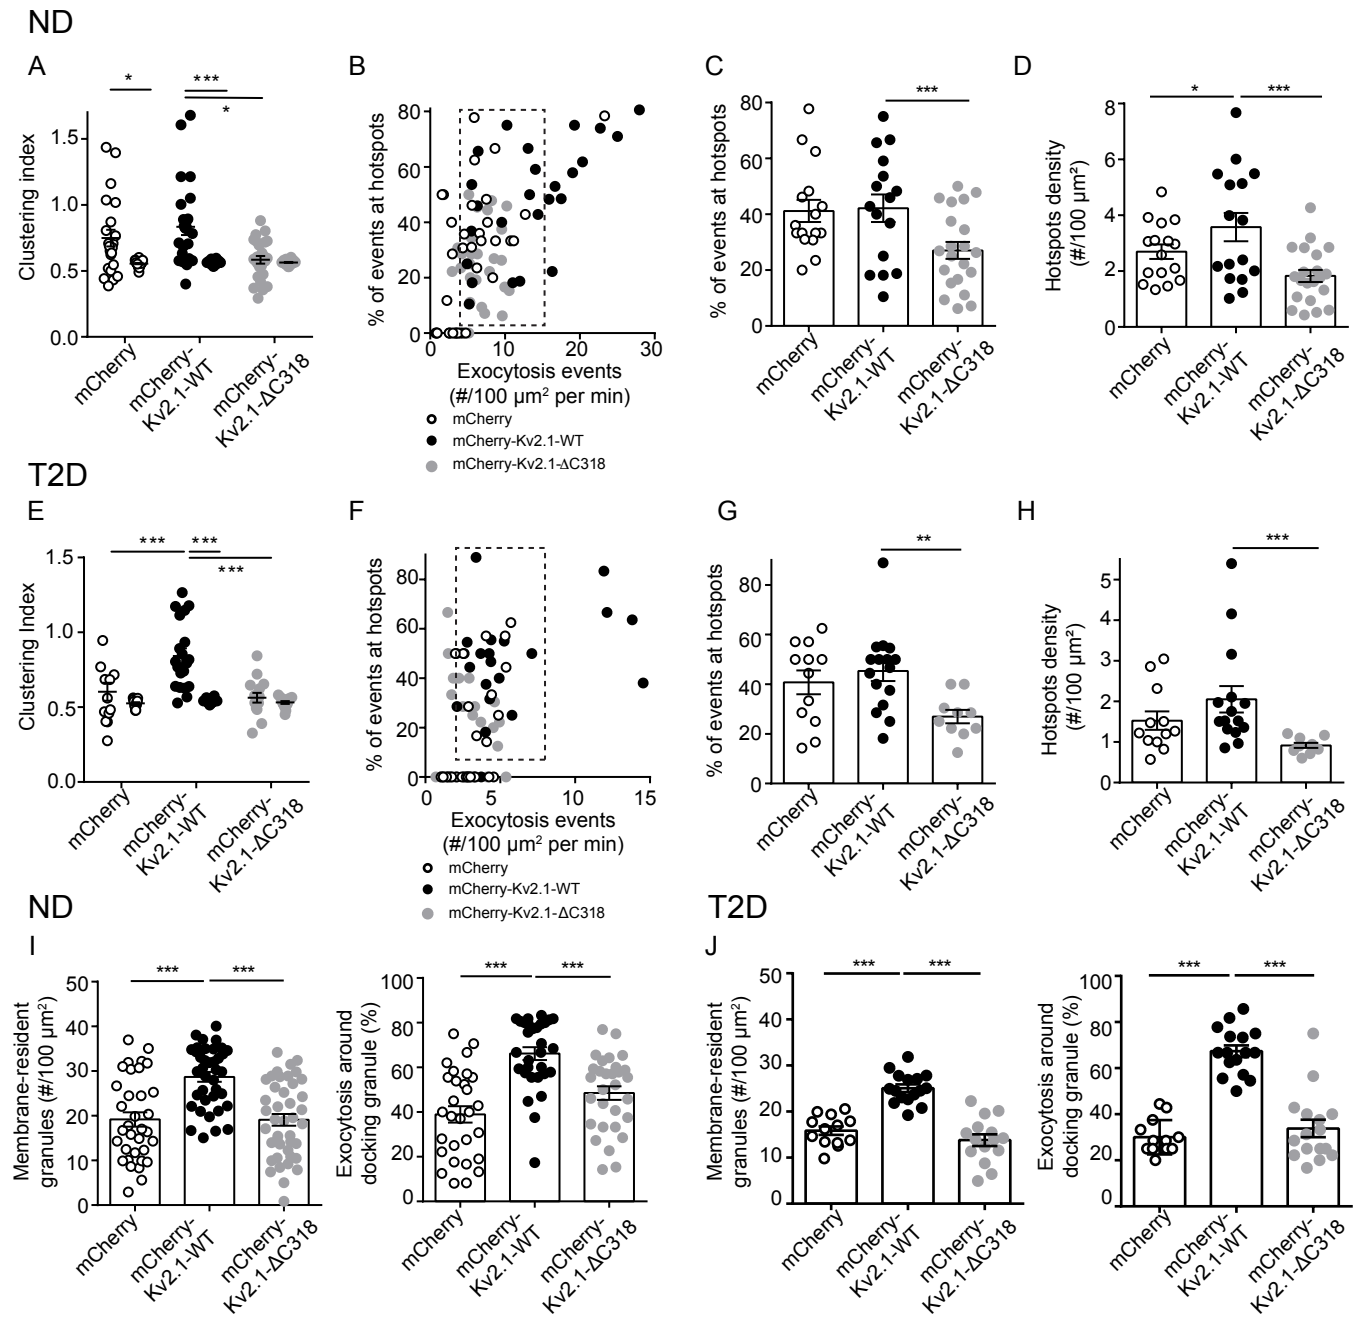 ND
A
B
C
D
Clustering index
1.5
1.0
0.5
0.0
*
***
*
mCherry
mCherry-
Kv2.1-WT
mCherry-
Kv2.1-ΔC318
% of events at hotspots
80
60
40
20
0
0
10
20
30
Exocytosis events
(#/100 µm² per min)
mCherry
mCherry-Kv2.1-WT
mCherry-Kv2.1-ΔC318
% of events at hotspots
80
60
40
20
0
***
mCherry
mCherry-
Kv2.1-WT
mCherry-
Kv2.1-ΔC318
Hotspots density
(#/100 µm²)
8
6
4
2
0
*
***
mCherry
mCherry-
Kv2.1-WT
mCherry-
Kv2.1-ΔC318
T2D
E
F
G
H
Clustering Index
1.5
1.0
0.5
0.0
***
***
***
mCherry
mCherry-
Kv2.1-WT
mCherry-
Kv2.1-ΔC318
% of events at hotspots
80
60
40
20
0
0
5
10
15
Exocytosis events
(#/100 µm² per min)
mCherry
mCherry-Kv2.1-WT
mCherry-Kv2.1-ΔC318
% of events at hotspots
80
60
40
20
0
**
mCherry
mCherry-
Kv2.1-WT
mCherry-
Kv2.1-ΔC318
Hotspots density
(#/100 µm²)
5
4
3
2
1
0
***
mCherry
mCherry-
Kv2.1-WT
mCherry-
Kv2.1-ΔC318
ND
I
Membrane-resident
granules (#/100 µm²)
50
40
30
20
10
0
***
***
mCherry
mCherry-
Kv2.1-WT
mCherry-
Kv2.1-ΔC318
Exocytosis around
docking granule (%)
100
80
60
40
20
0
***
***
mCherry
mCherry-
Kv2.1-WT
mCherry-
Kv2.1-ΔC318
T2D
J
Membrane-resident
granules (#/100 µm²)
50
40
30
20
10
0
***
***
mCherry
mCherry-
Kv2.1-WT
mCherry-
Kv2.1-ΔC318
Exocytosis around
docking granule (%)
100
80
60
40
20
0
***
***
mCherry
mCherry-
Kv2.1-WT
mCherry-
Kv2.1-ΔC318